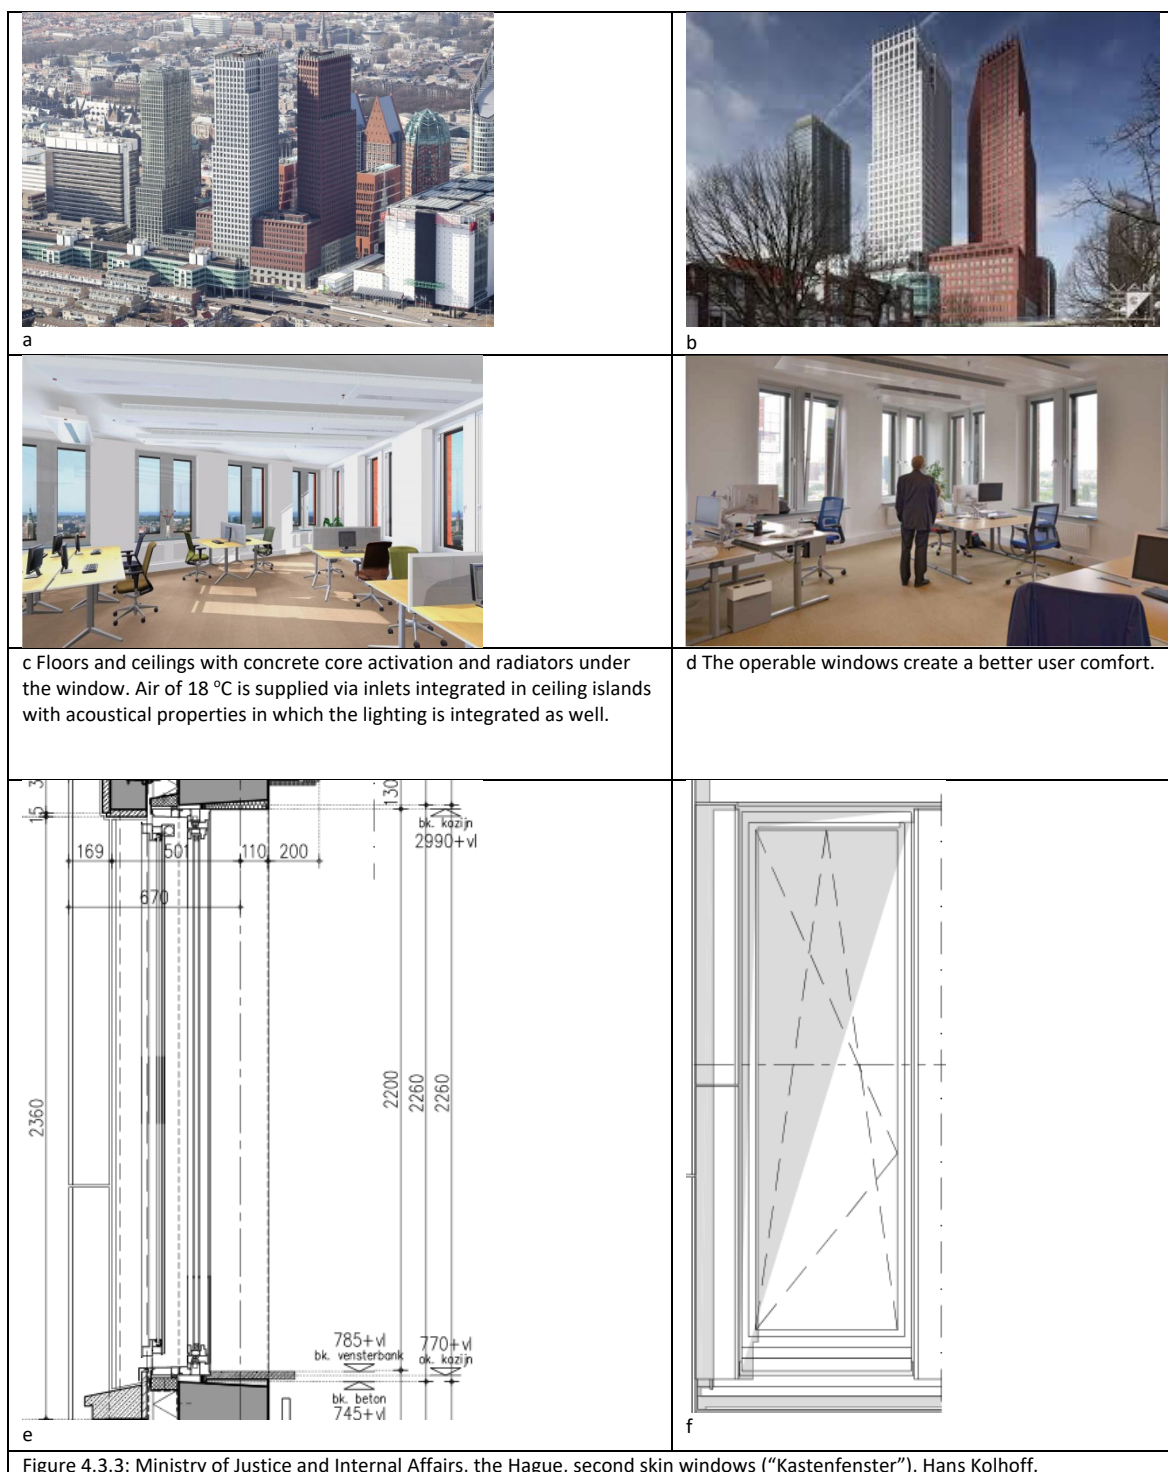 a
b
c Floors and ceilings with concrete core activation and radiators under
the window. Air of 18 °C is supplied via inlets integrated in ceiling islands
with acoustical properties in which the lighting is integrated as well.
d The operable windows create a better user comfort.
15
3
130
bk. kozijn
2990+vl
169
501
110
200
670
2360
2200
2260
2260
785+vl
bk. vensterbank
770+vl
ok. kozijn
bk. beton
745+vl
e
f
Figure 4.3.3: Ministry of Justice and Internal Affairs, the Hague, second skin windows (“Kastenfenster”), Hans Kolhoff.